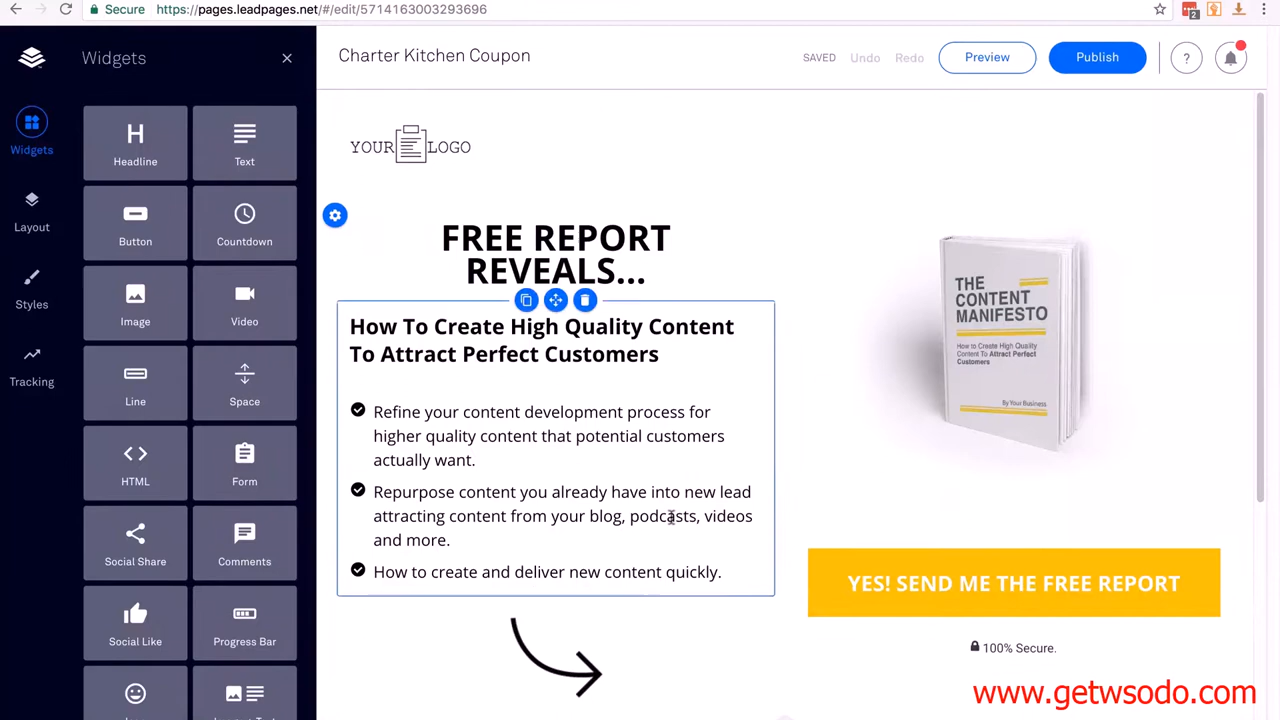 Secure
https://pages.leadpages.net/#/edit/5714163003293696
2
Widgets
Charter Kitchen Coupon
SAVED
Undo
Redo
Preview
Publish
?
Widgets
Layout
Styles
Tracking
H
Headline
Text
Button
Countdown
Image
Video
Line
Space
HTML
Form
Social Share
Comments
Social Like
Progress Bar
YOUR LOGO
FREE REPORT
REVEALS...
How To Create High Quality Content
To Attract Perfect Customers
Refine your content development process for
higher quality content that potential customers
actually want.
Repurpose content you already have into new lead
attracting content from your blog, podcasts, videos
and more.
How to create and deliver new content quickly.
THE
CONTENT
MANIFESTO
How to Create High Quality
Content To Attract Perfect
Customers
By Your Business
YES! SEND ME THE FREE REPORT
100% Secure.
www.getwsodo.com